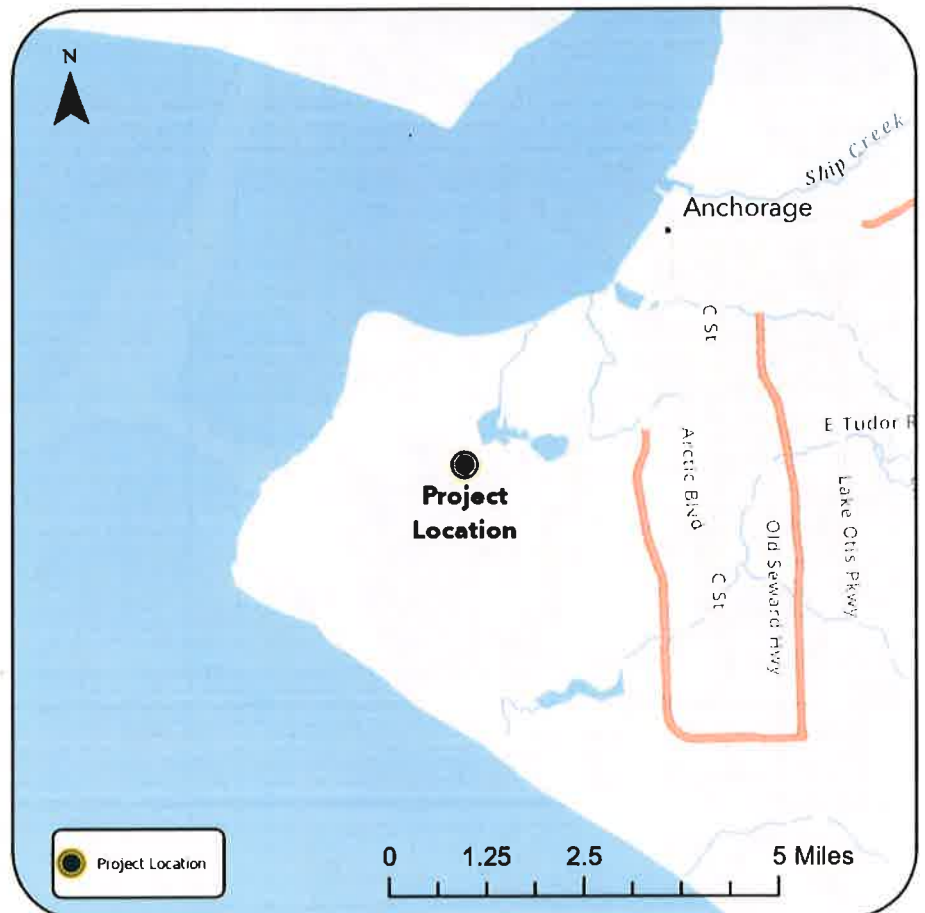 N
Ship Creek
Anchorage
C St
E Tudor R
Arctic Blvd
Lake Otis Pkwy
Old Seward Hwy
C St
Project
Location
Project Location
0 1.25 2.5 5 Miles